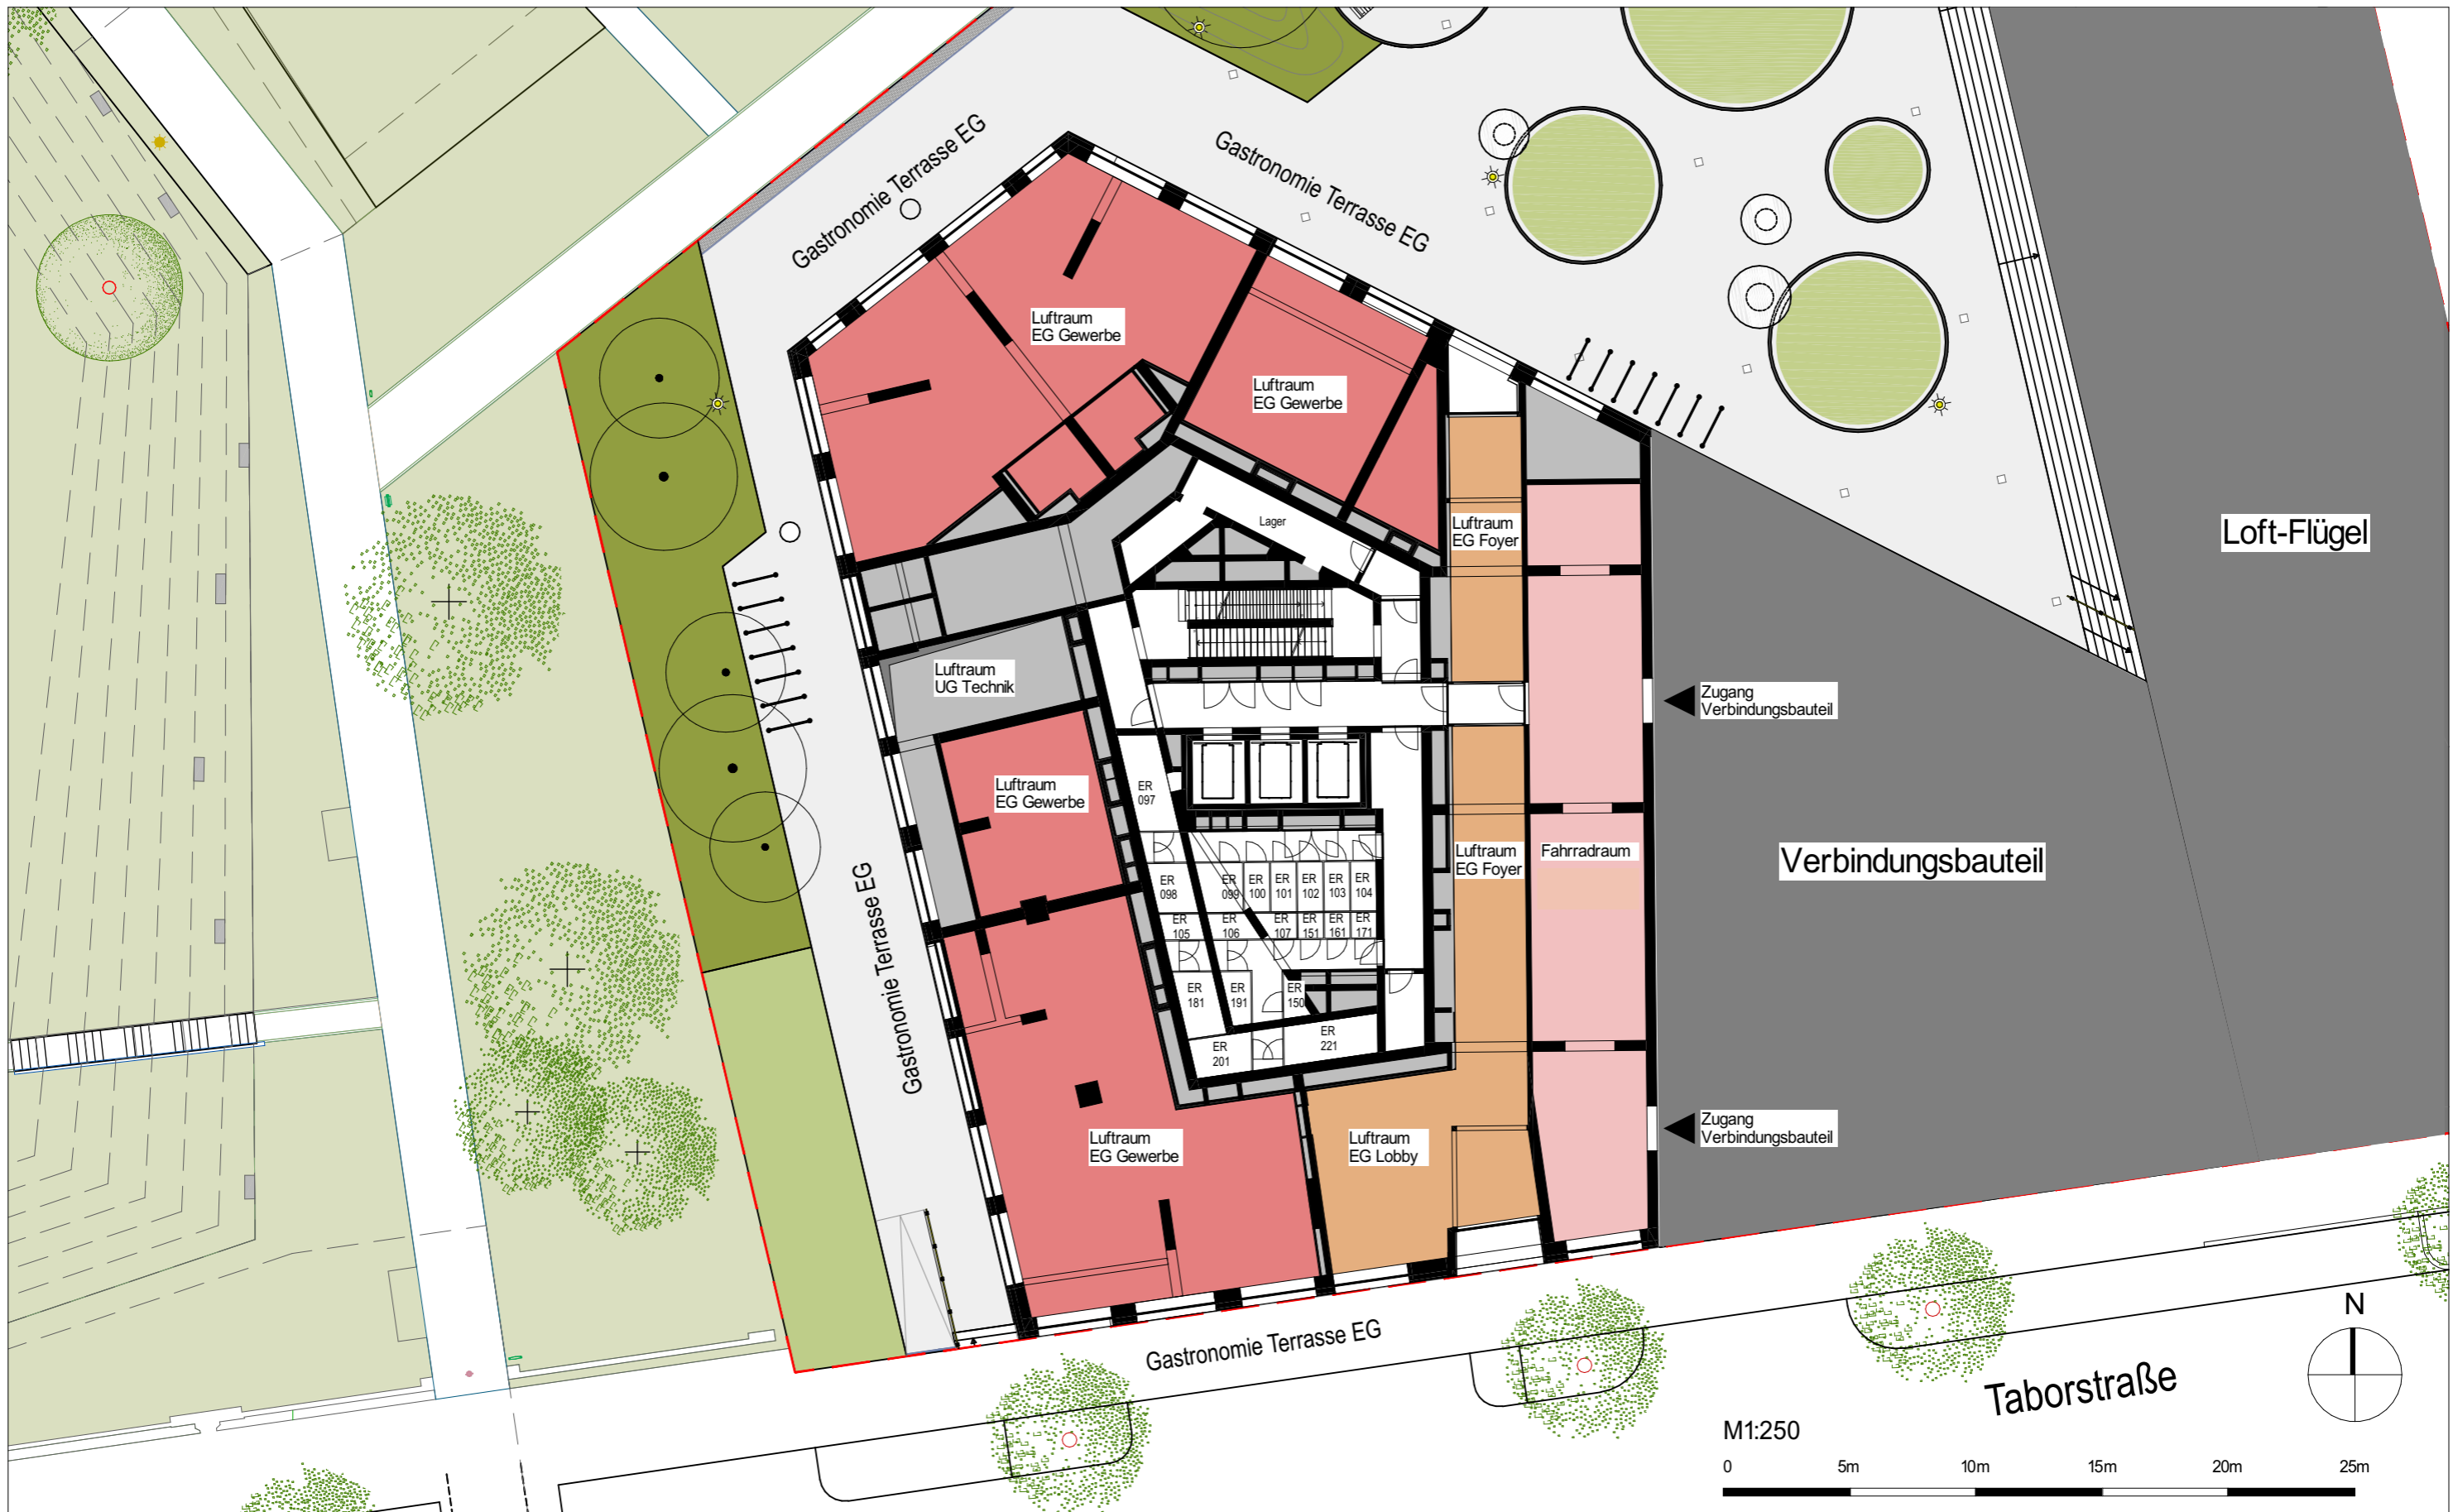 Gastronomie Terrasse EG
Gastronomie Terrasse EG
Luftraum
EG Gewerbe
Luftraum
EG Gewerbe
Lager
Luftraum
EG Foyer
Loft-Flügel
Luftraum
UG Technik
Zugang
Verbindungsbauteil
Luftraum
EG Gewerbe
ER
097
Luftraum
EG Foyer
Fahrradraum
Verbindungsbauteil
ER
098
ER
099
ER
100
ER
101
ER
102
ER
103
ER
104
ER
105
ER
106
ER
107
ER
151
ER
161
ER
171
Gastronomie Terrasse EG
ER
181
ER
191
ER
150
ER
201
ER
221
Luftraum
EG Gewerbe
Luftraum
EG Lobby
Zugang
Verbindungsbauteil
Gastronomie Terrasse EG
Taborstraße
N
M1:250
0 5m 10m 15m 20m 25m